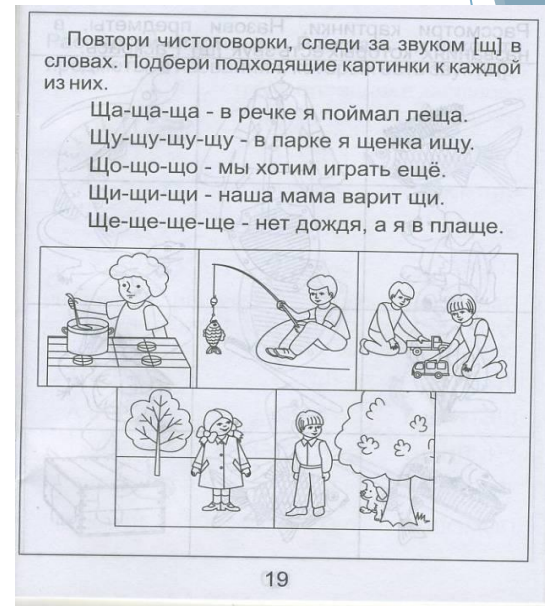 Повтори чистоговорки, следи за звуком [щ] в
словах. Подбери подходящие картинки к каждой
из них.
Ща-ща-ща - в речке я поймал леща.
Щу-щу-щу-щу - в парке я щенка ищу.
Що-що-що - мы хотим играть ещё.
Щи-щи-щи - наша мама варит щи.
Ще-ще-ще-ще - нет дождя, а я в плаще.
19